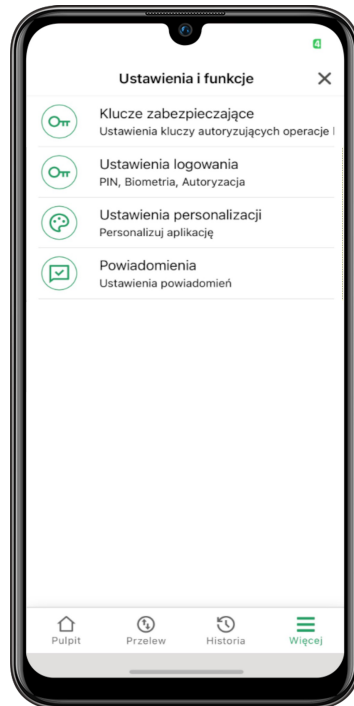 Ustawienia i funkcje
Klucze zabezpieczające
Ustawienia kluczy autoryzujących operacje
Ustawienia logowania
PIN, Biometria, Autoryzacja
Ustawienia personalizacji
Personalizuj aplikację
Powiadomienia
Ustawienia powiadomień
Pulpit Przelew Historia Więcej